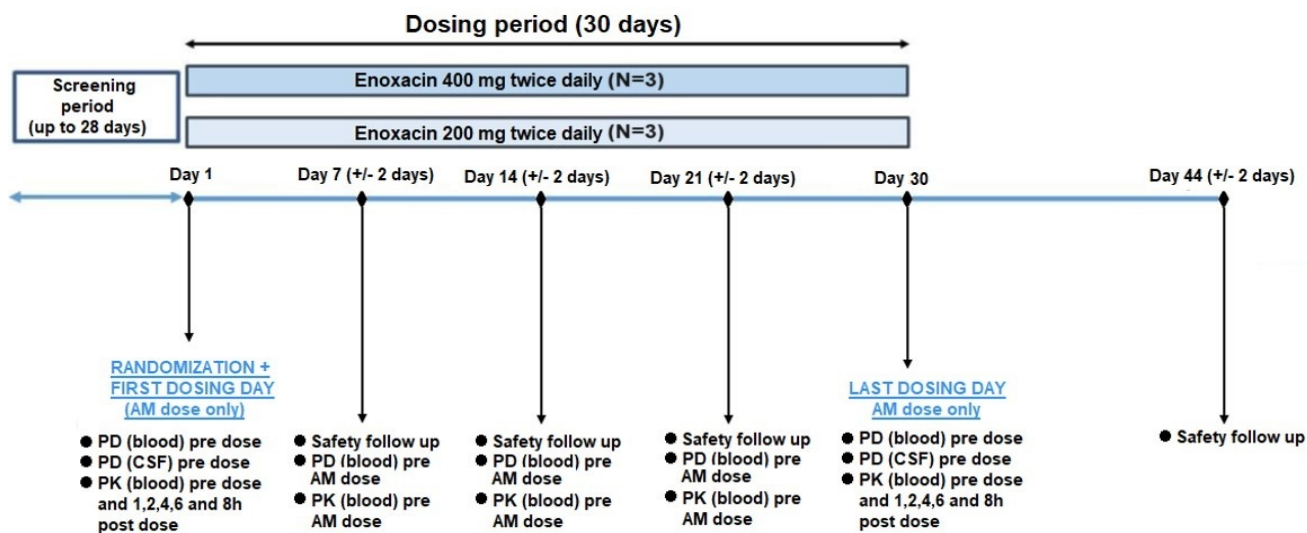 Dosing period (30 days)
Enoxacin 400 mg twice daily (N=3)
Screening
period
(up to 28 days)
Enoxacin 200 mg twice daily (N=3)
Day 1
Day 7 (+/- 2 days)
Day 14 (+/- 2 days)
Day 21 (+/- 2 days)
Day 30
Day 44 (+/- 2 days)
RANDOMIZATION +
FIRST DOSING DAY
(AM dose only)
● PD (blood) pre dose
● PD (CSF) pre dose
● PK (blood) pre dose
and 1,2,4,6 and 8h
post dose
● Safety follow up
● PD (blood) pre
AM dose
● PK (blood) pre
AM dose
● Safety follow up
● PD (blood) pre
AM dose
● PK (blood) pre
AM dose
● Safety follow up
● PD (blood) pre
AM dose
● PK (blood) pre
AM dose
LAST DOSING DAY
AM dose only
● PD (blood) pre dose
● PD (CSF) pre dose
● PK (blood) pre dose
and 1,2,4,6 and 8h
post dose
● Safety follow up